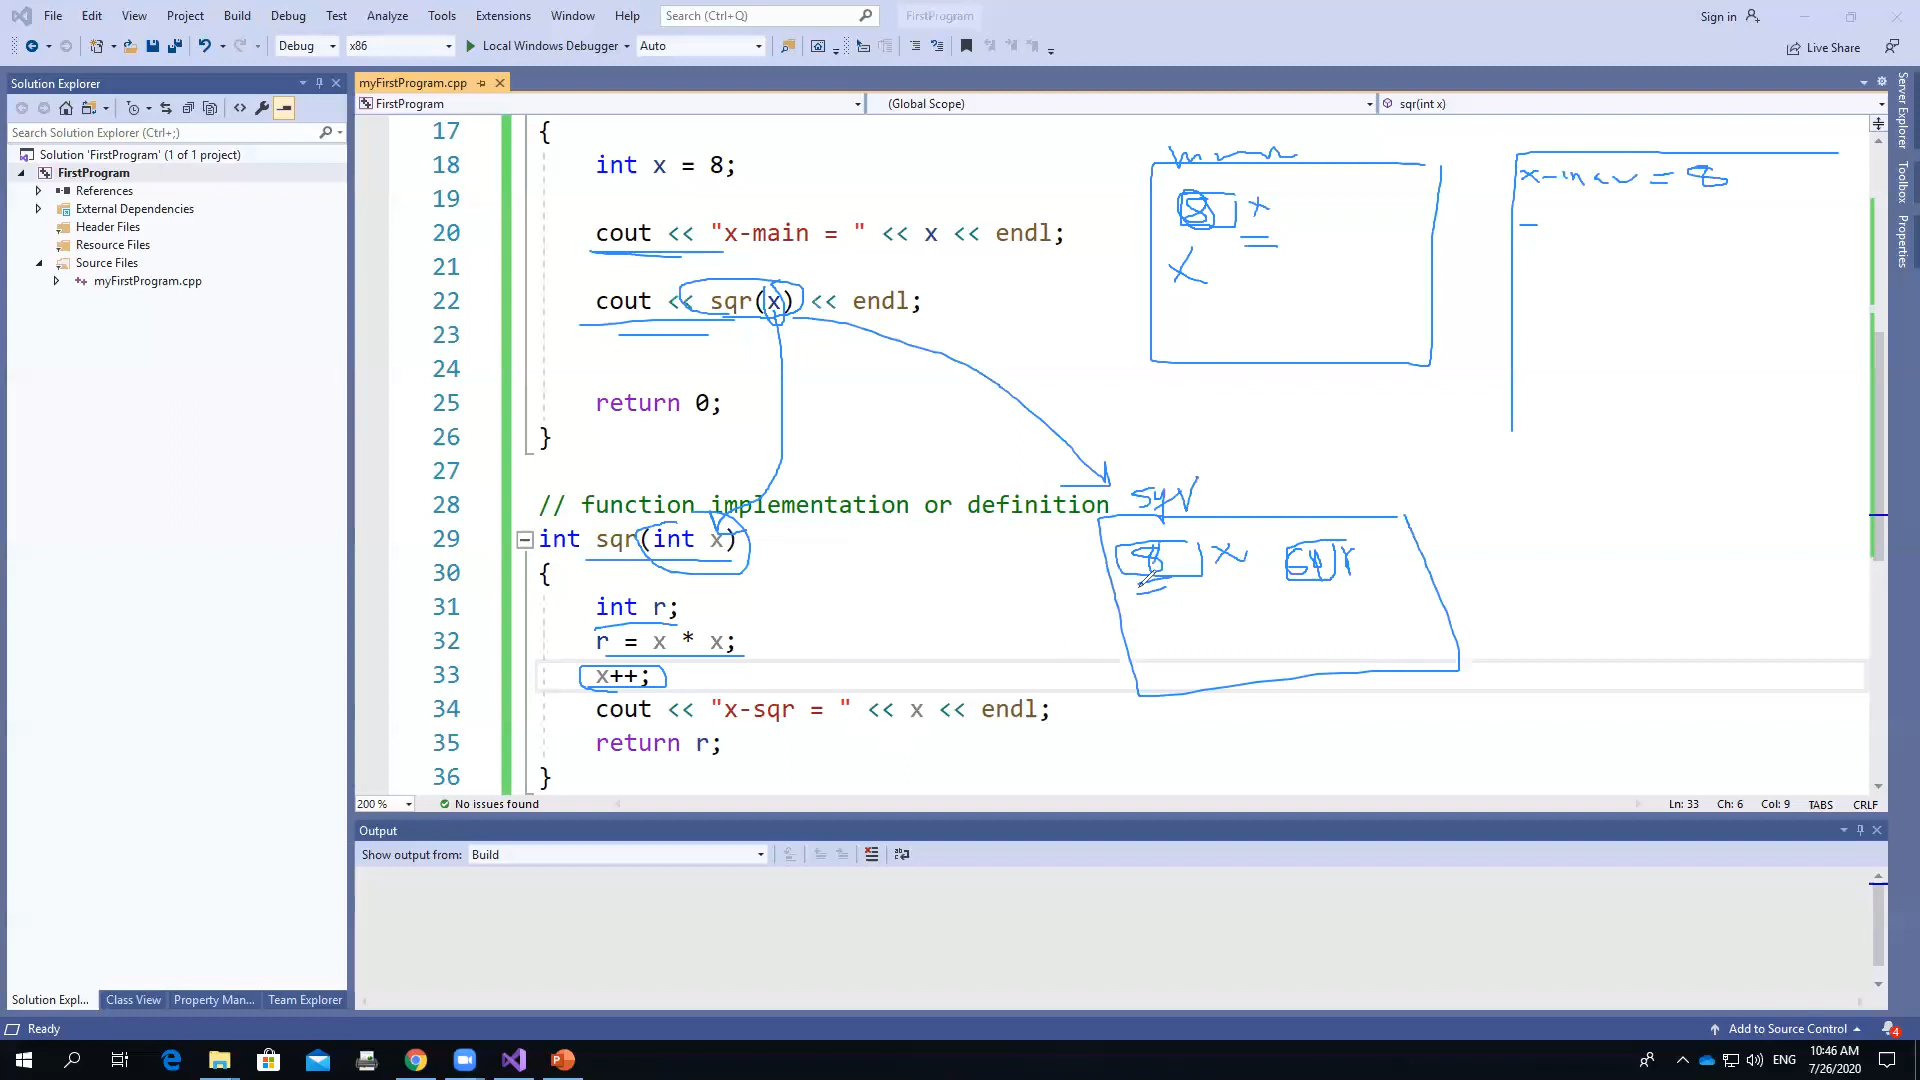 File Edit View Project Build Debug Test Analyze Tools Extensions Window Help Search (Ctrl+Q) FirstProgram Sign in
Debug x86 Local Windows Debugger Auto Live Share
Solution Explorer
Search Solution Explorer (Ctrl+;)
Solution 'FirstProgram' (1 of 1 project)
FirstProgram
References
External Dependencies
Header Files
Resource Files
Source Files
myFirstProgram.cpp
Solution Expl... Class View Property Man... Team Explorer
myFirstProgram.cpp
FirstProgram (Global Scope) sqr(int x)
17 {
18 int x = 8;
19
20 cout << "x-main = " << x << endl;
21
22 cout << sqr(x) << endl;
23
24
25 return 0;
26 }
27
28 // function implementation or definition
29 int sqr(int x)
30 {
31 int r;
32 r = x * x;
33 x++;
34 cout << "x-sqr = " << x << endl;
35 return r;
36 }
main
8 x
x
x-main = 8
sqr
x 64 r
200 % No issues found Ln: 33 Ch: 6 Col: 9 TABS CRLF
Output
Show output from: Build
Server Explorer
Toolbox
Properties
Ready Add to Source Control 4
ENG 10:46 AM
7/26/2020